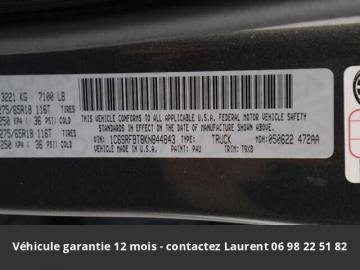 3221 KG 7100 LB
275/65R18 116T TIRES
250 KPA ( 36 PSI) COLD
275/65R18 116T TIRES
250 KPA ( 36 PSI) COLD
THIS VEHICLE CONFORMS TO ALL APPLICABLE U.S.A. FEDERAL MOTOR VEHICLE SAFETY
STANDARDS IN EFFECT ON THE DATE OF MANUFACTURE SHOWN ABOVE.
VIN: 1C6SRFBT8KN844843 TYPE: TRUCK MDH:050622 472AA
VEHICLE MADE IN U.S.A. PAINT: PAU TRIM: T9X8
Véhicule garantie 12 mois - contactez Laurent 06 98 22 51 82